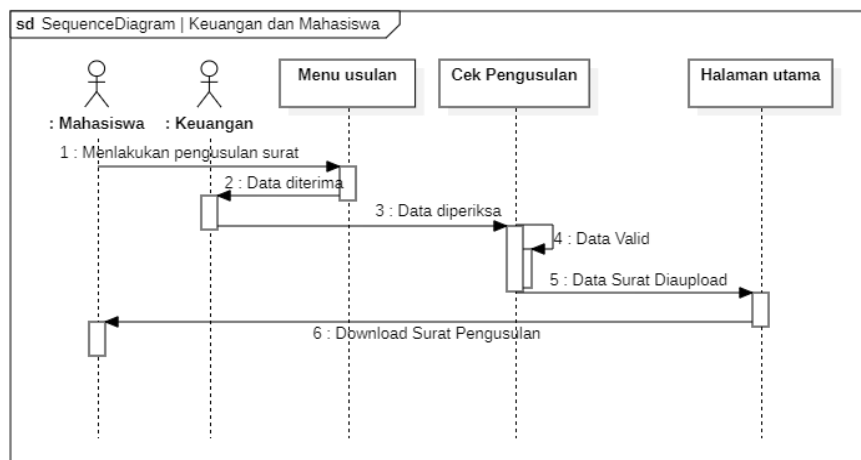 sd SequenceDiagram | Keuangan dan Mahasiswa
Menu usulan
Cek Pengusulan
Halaman utama
: Mahasiswa
: Keuangan
1 : Menlakukan pengusulan surat
2 : Data diterima
3 : Data diperiksa
4 : Data Valid
5 : Data Surat Diaupload
6 : Download Surat Pengusulan